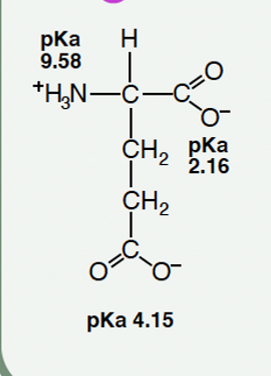 pKa H
9.58
⁺H₃N—C—C=O
O⁻
CH₂ pKa
2.16
CH₂
C
O O⁻
pKa 4.15